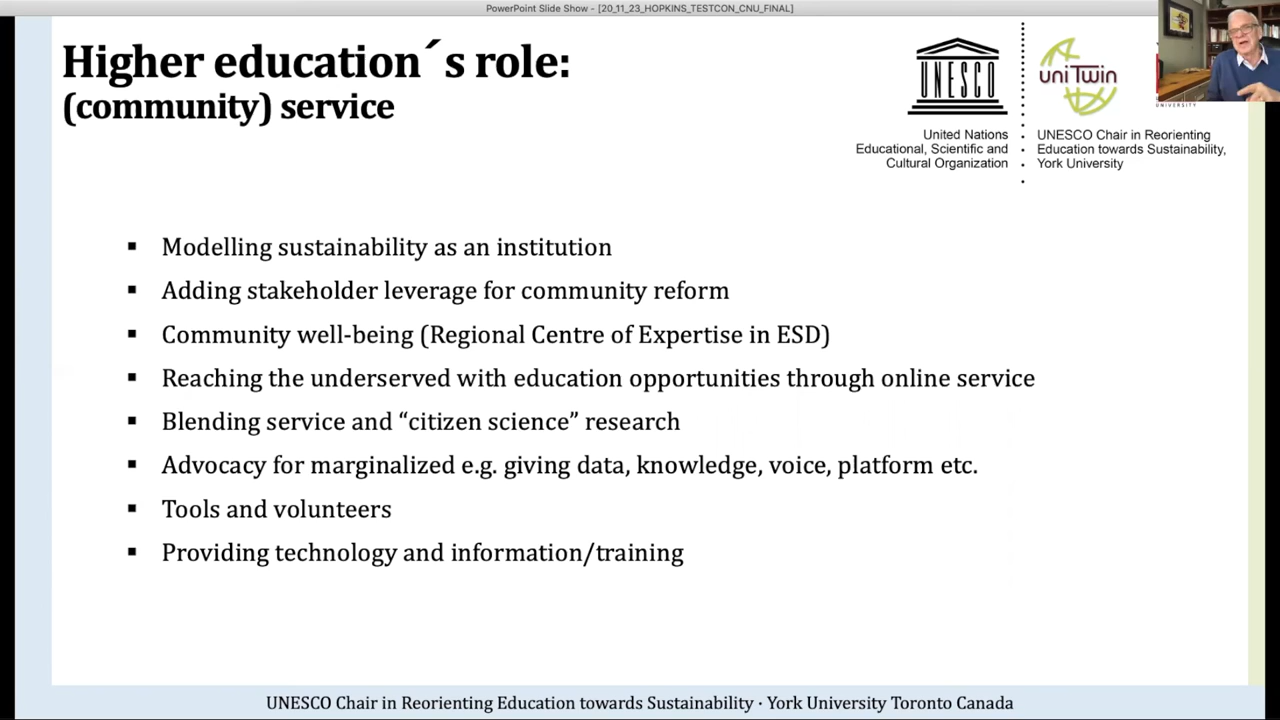 PowerPoint Slide Show - [20_11_23_HOPKINS_TESTCON_CNU_FINAL]
Higher education´s role:
(community) service
UNESCO
United Nations
Educational, Scientific and
Cultural Organization
uniTwin
UNESCO Chair in Reorienting
Education towards Sustainability,
York University
UNIVERSITY
▪ Modelling sustainability as an institution
▪ Adding stakeholder leverage for community reform
▪ Community well-being (Regional Centre of Expertise in ESD)
▪ Reaching the underserved with education opportunities through online service
▪ Blending service and “citizen science” research
▪ Advocacy for marginalized e.g. giving data, knowledge, voice, platform etc.
▪ Tools and volunteers
▪ Providing technology and information/training
UNESCO Chair in Reorienting Education towards Sustainability · York University Toronto Canada